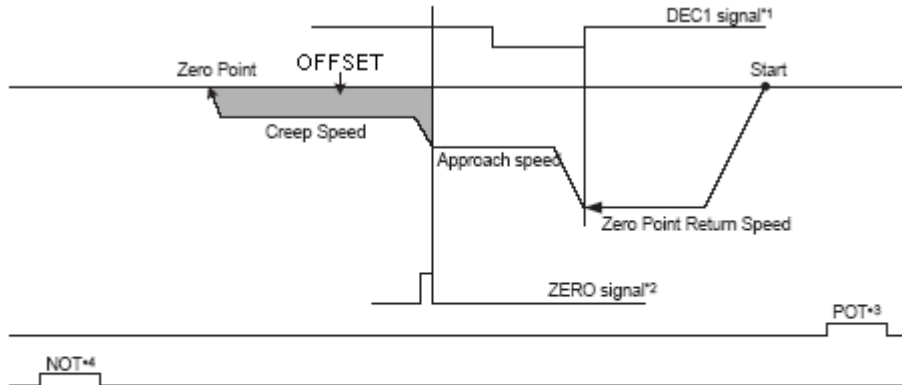 DEC1 signal*1
Zero Point
OFFSET
Start
Creep Speed
Approach speed
Zero Point Return Speed
ZERO signal*2
POT*3
NOT*4